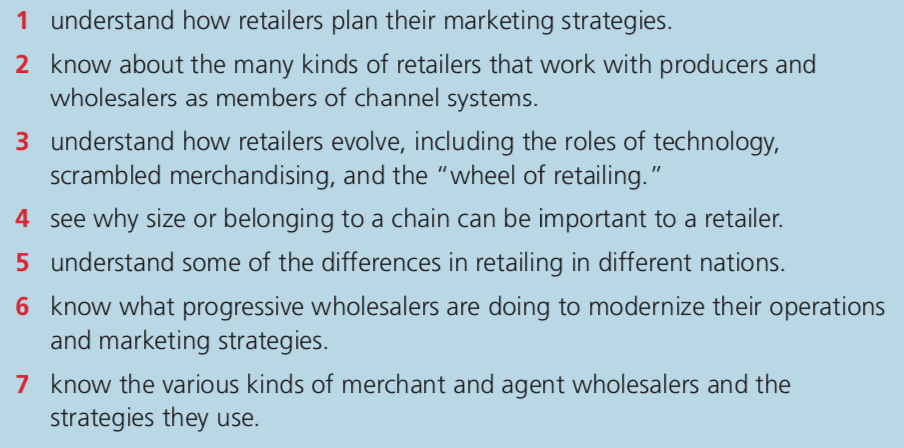 1 understand how retailers plan their marketing strategies.
2 know about the many kinds of retailers that work with producers and
wholesalers as members of channel systems.
3 understand how retailers evolve, including the roles of technology,
scrambled merchandising, and the “wheel of retailing.”
4 see why size or belonging to a chain can be important to a retailer.
5 understand some of the differences in retailing in different nations.
6 know what progressive wholesalers are doing to modernize their operations
and marketing strategies.
7 know the various kinds of merchant and agent wholesalers and the
strategies they use.